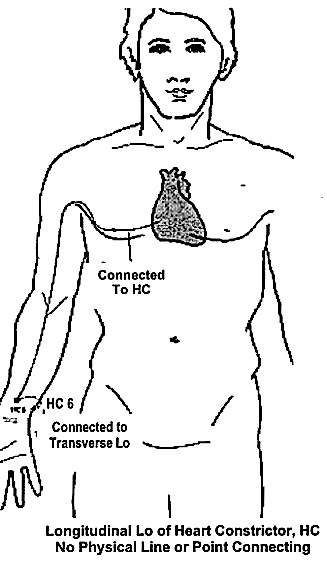 Connected
To HC
HC 6
Connected to
Transverse Lo
Longitudinal Lo of Heart Constrictor, HC
No Physical Line or Point Connecting